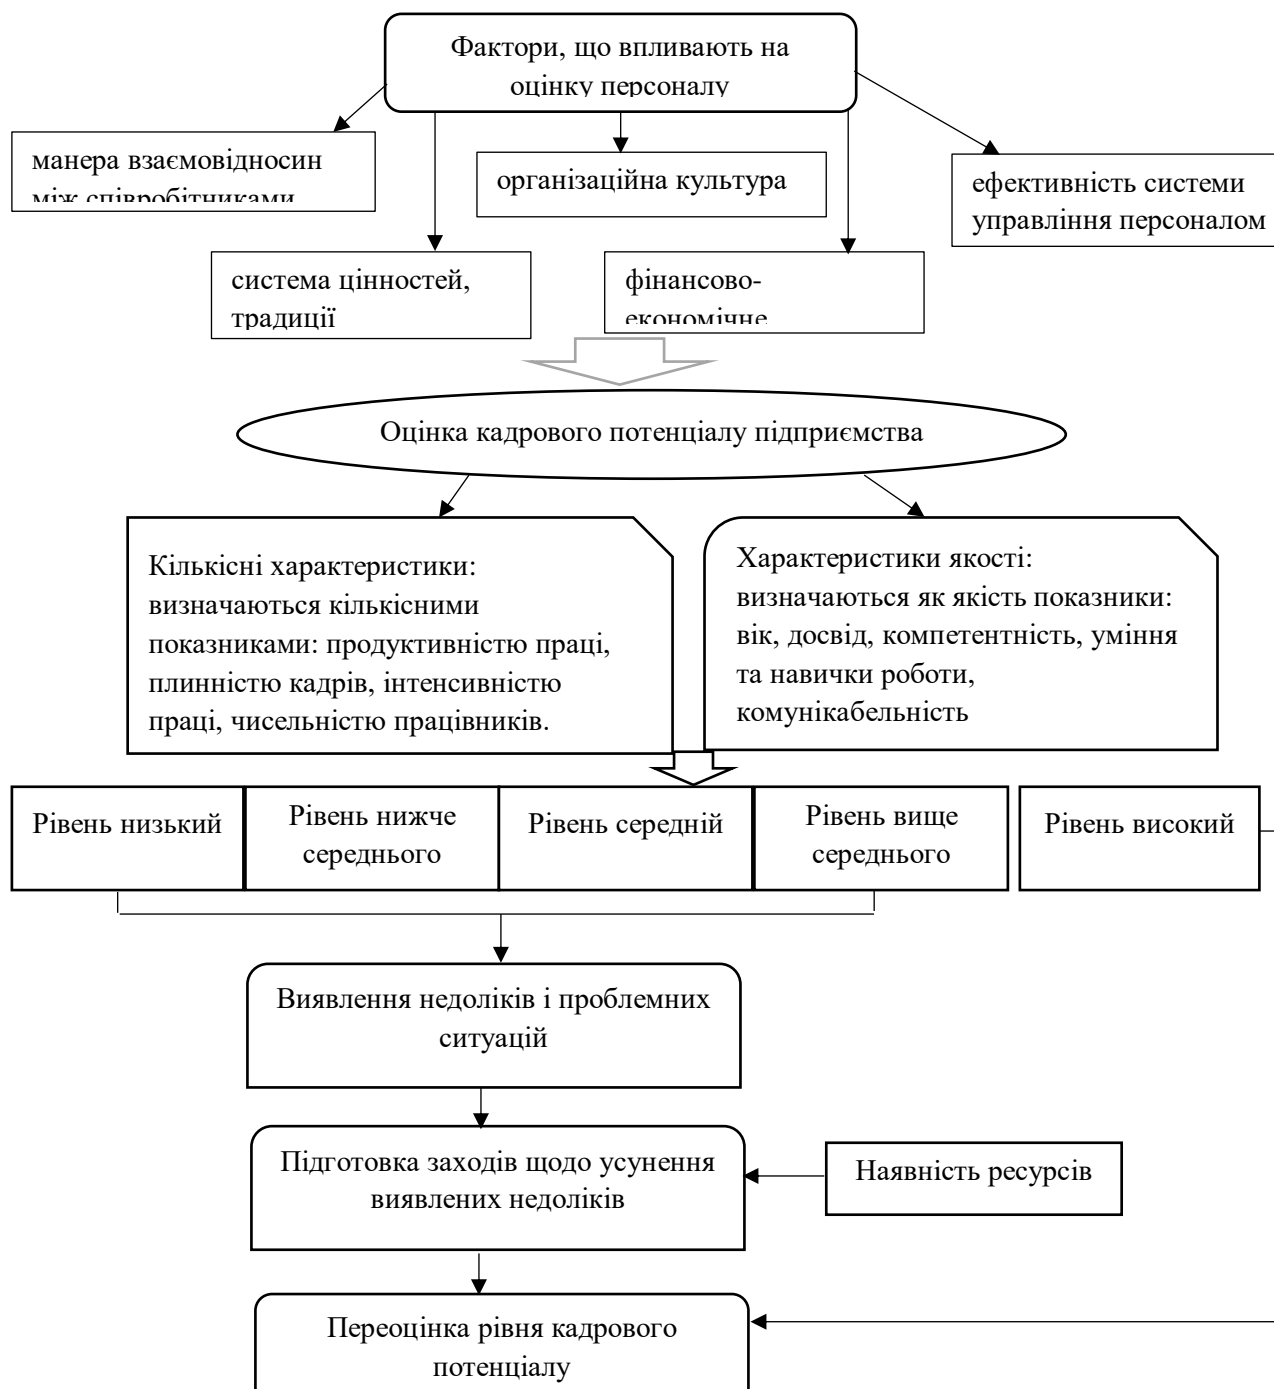 Фактори, що впливають на
оцінку персоналу
манера взаємовідносин
між співробітниками
організаційна культура
ефективність системи
управління персоналом
система цінностей,
традиції
фінансово-
економічне
Оцінка кадрового потенціалу підприємства
Кількісні характеристики:
визначаються кількісними
показниками: продуктивністю праці,
плинністю кадрів, інтенсивністю
праці, чисельністю працівників.
Характеристики якості:
визначаються як якість показники:
вік, досвід, компетентність, уміння
та навички роботи,
комунікабельність
Рівень низький
Рівень нижче
середнього
Рівень середній
Рівень вище
середнього
Рівень високий
Виявлення недоліків і проблемних
ситуацій
Підготовка заходів щодо усунення
виявлених недоліків
Наявність ресурсів
Переоцінка рівня кадрового
потенціалу